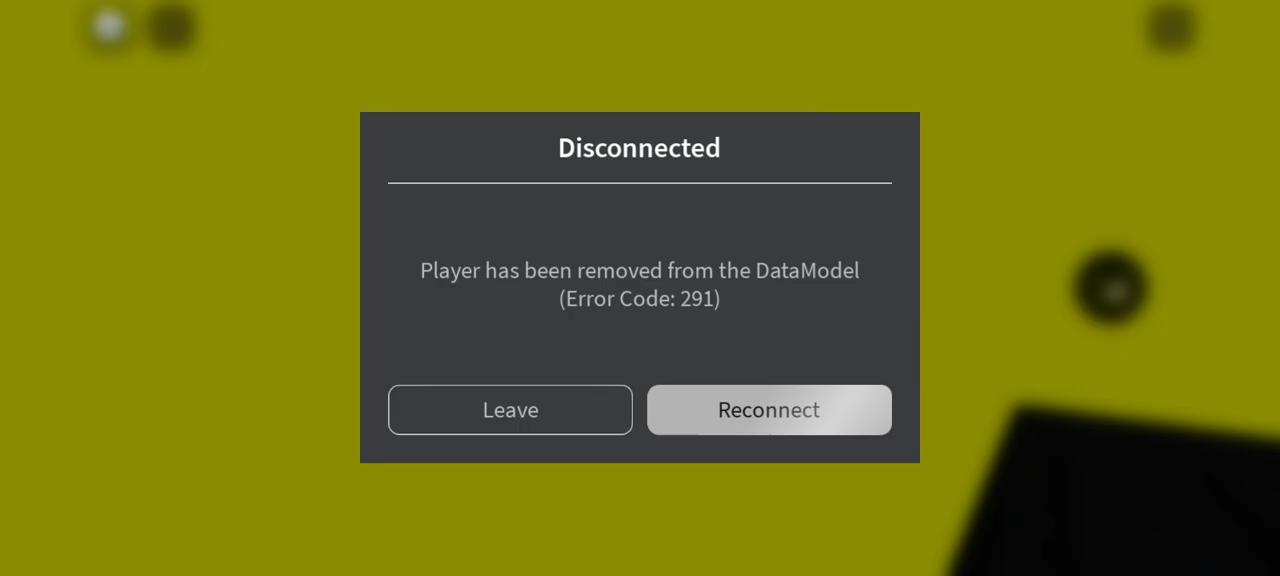 Disconnected
Player has been removed from the DataModel
(Error Code: 291)
Leave
Reconnect